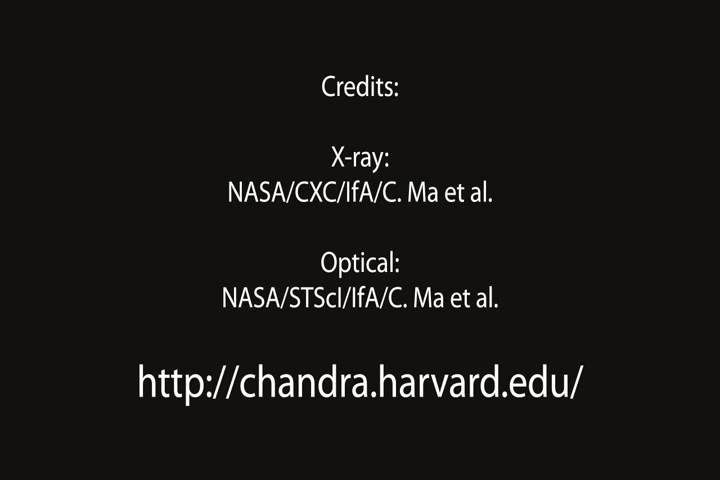 Credits:
X-ray:
NASA/CXC/IfA/C. Ma et al.
Optical:
NASA/STScI/IfA/C. Ma et al.
http://chandra.harvard.edu/